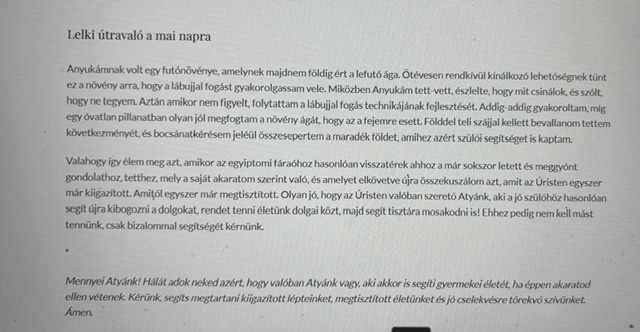 Lelki útravaló a mai napra
Anyukámnak volt egy futónövénye, amelynek majdnem földig ért a lefutó ága. Ötévesen rendkívül kínálkozó lehetőségnek tűnt
ez a növény arra, hogy a lábujjal fogást gyakorolgassam vele. Miközben Anyukám tett-vett, észlelte, hogy mit csinálok, és szólt,
hogy ne tegyem. Aztán amikor nem figyelt, folytattam a lábujjal fogás technikájának fejlesztését. Addig-addig gyakoroltam, míg
egy óvatlan pillanatban olyan jól megfogtam a növény ágát, hogy az a fejemre esett. Földdel teli szájjal kellett bevallanom tettem
következményét, és bocsánatkérésem jeléül összesepertem a maradék földet, amihez azért szülői segítséget is kaptam.
Valahogy így élem meg azt, amikor az egyiptomi fáraóhoz hasonlóan visszatérek ahhoz a már sokszor letett és meggyónt
gondolathoz, tetthez, mely a saját akaratom szerint való, és amelyet elkövetve újra összekuszálom azt, amit az Úristen egyszer
már kiigazított. Amitől egyszer már megtisztított. Olyan jó, hogy az Úristen valóban szerető Atyánk, aki a jó szülőhöz hasonlóan
segít újra kibogozni a dolgokat, rendet tenni életünk dolgai közt, majd segít tisztára mosakodni is! Ehhez pedig nem kell mást
tennünk, csak bizalommal segítségét kérnünk.
Mennyei Atyánk! Hálát adok neked azért, hogy valóban Atyánk vagy, aki akkor is segíti gyermekei életét, ha éppen akaratod
ellen vétenek. Kérünk, segíts megtartani kiigazított lépteinket, megtisztított életünket és jó cselekvésre törekvő szívünket.
Ámen.